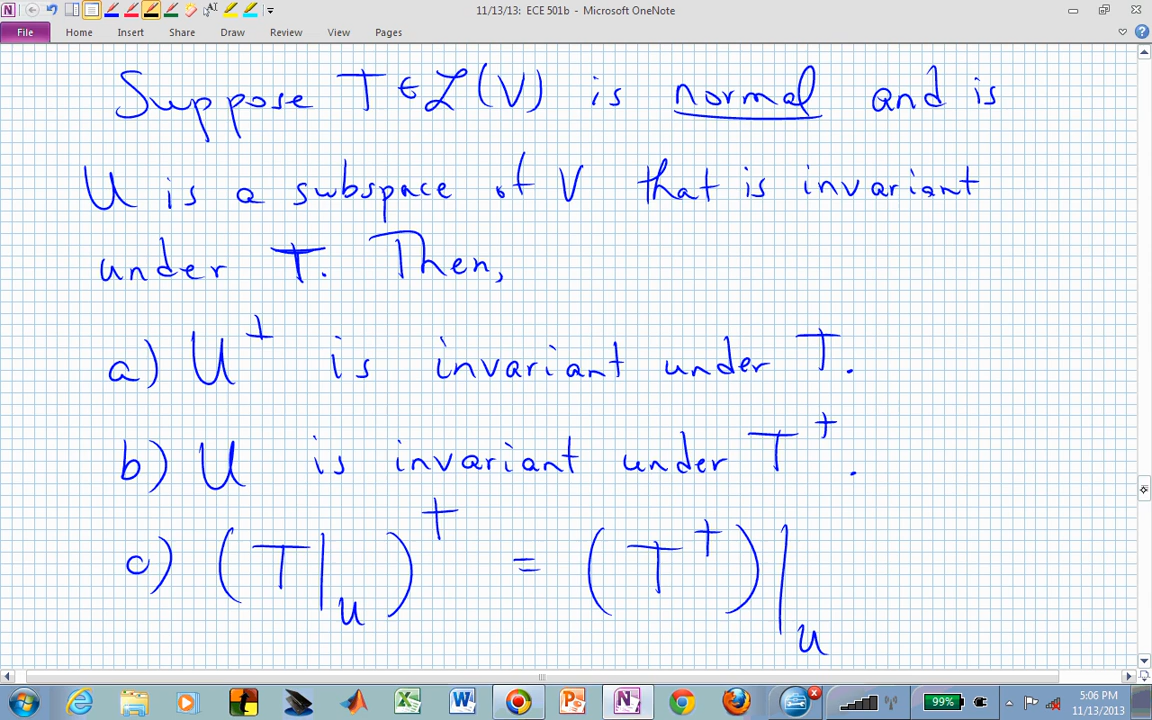 11/13/13: ECE 501b - Microsoft OneNote
File Home Insert Share Draw Review View Pages
Suppose T ∈ ℒ(V) is normal and is
U is a subspace of V that is invariant
under T. Then,
a) U^⊥ is invariant under T.
b) U is invariant under T^†.
c) (T|_U)^† = (T^†)|_U
99%
5:06 PM
11/13/2013